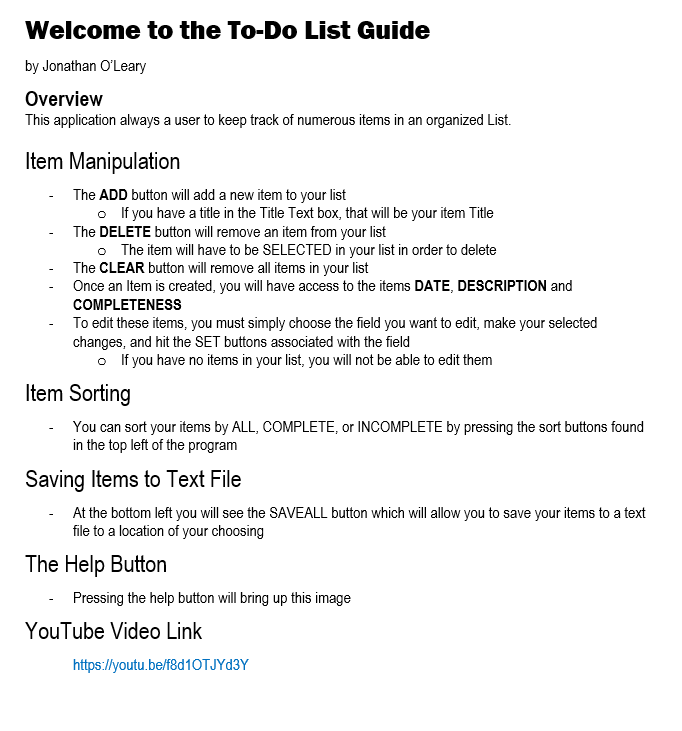 Welcome to the To-Do List Guide
by Jonathan O'Leary
Overview
This application always a user to keep track of numerous items in an organized List.
Item Manipulation
- The ADD button will add a new item to your list
o If you have a title in the Title Text box, that will be your item Title
- The DELETE button will remove an item from your list
o The item will have to be SELECTED in your list in order to delete
- The CLEAR button will remove all items in your list
- Once an Item is created, you will have access to the items DATE, DESCRIPTION and
COMPLETENESS
- To edit these items, you must simply choose the field you want to edit, make your selected
changes, and hit the SET buttons associated with the field
o If you have no items in your list, you will not be able to edit them
Item Sorting
- You can sort your items by ALL, COMPLETE, or INCOMPLETE by pressing the sort buttons found
in the top left of the program
Saving Items to Text File
- At the bottom left you will see the SAVEALL button which will allow you to save your items to a text
file to a location of your choosing
The Help Button
- Pressing the help button will bring up this image
YouTube Video Link
https://youtu.be/f8d1OTJYd3Y